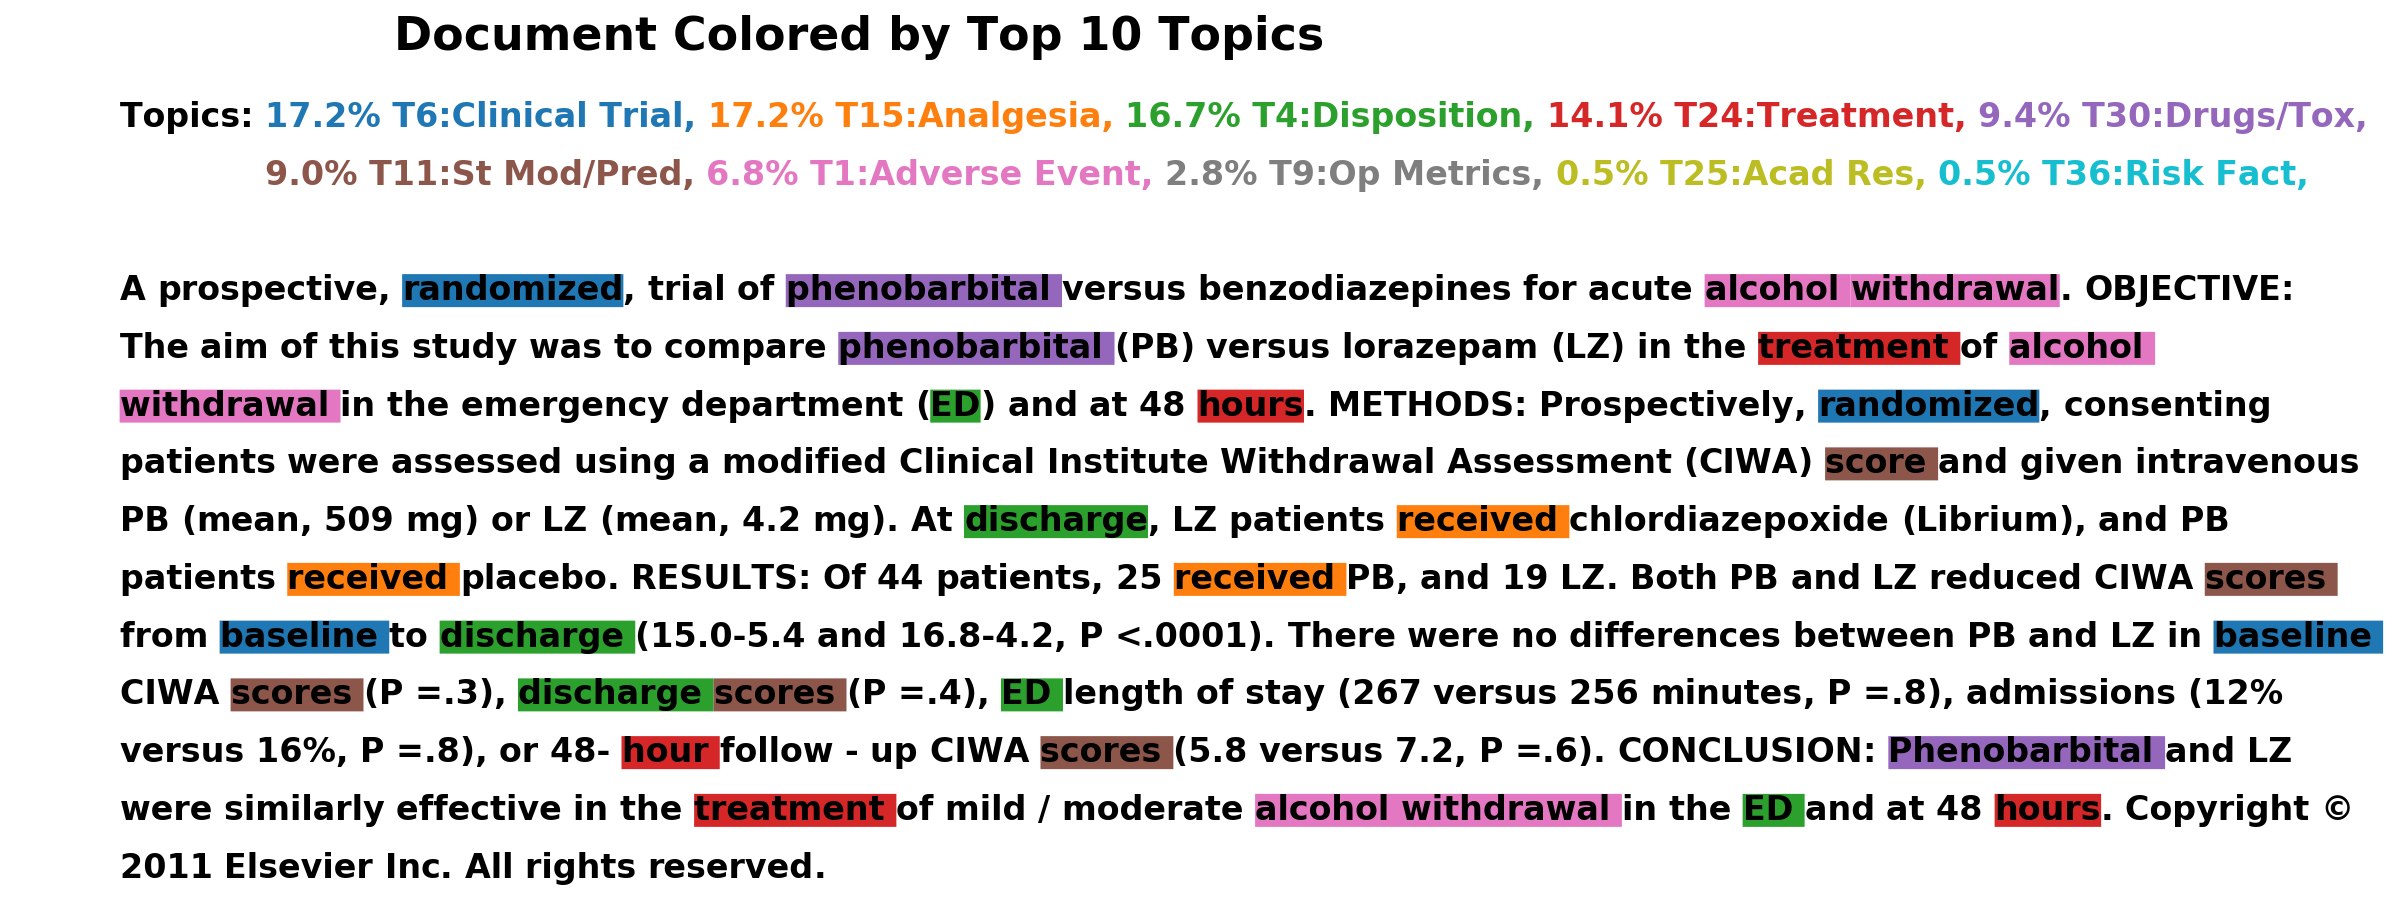 Document Colored by Top 10 Topics
Topics: 17.2% T6:Clinical Trial, 17.2% T15:Analgesia, 16.7% T4:Disposition, 14.1% T24:Treatment, 9.4% T30:Drugs/Tox,
9.0% T11:St Mod/Pred, 6.8% T1:Adverse Event, 2.8% T9:Op Metrics, 0.5% T25:Acad Res, 0.5% T36:Risk Fact,
A prospective, randomized, trial of phenobarbital versus benzodiazepines for acute alcohol withdrawal. OBJECTIVE:
The aim of this study was to compare phenobarbital (PB) versus lorazepam (LZ) in the treatment of alcohol
withdrawal in the emergency department (ED) and at 48 hours. METHODS: Prospectively, randomized, consenting
patients were assessed using a modified Clinical Institute Withdrawal Assessment (CIWA) score and given intravenous
PB (mean, 509 mg) or LZ (mean, 4.2 mg). At discharge, LZ patients received chlordiazepoxide (Librium), and PB
patients received placebo. RESULTS: Of 44 patients, 25 received PB, and 19 LZ. Both PB and LZ reduced CIWA scores
from baseline to discharge (15.0-5.4 and 16.8-4.2, P <.0001). There were no differences between PB and LZ in baseline
CIWA scores (P =.3), discharge scores (P =.4), ED length of stay (267 versus 256 minutes, P =.8), admissions (12%
versus 16%, P =.8), or 48- hour follow - up CIWA scores (5.8 versus 7.2, P =.6). CONCLUSION: Phenobarbital and LZ
were similarly effective in the treatment of mild / moderate alcohol withdrawal in the ED and at 48 hours. Copyright ©
2011 Elsevier Inc. All rights reserved.